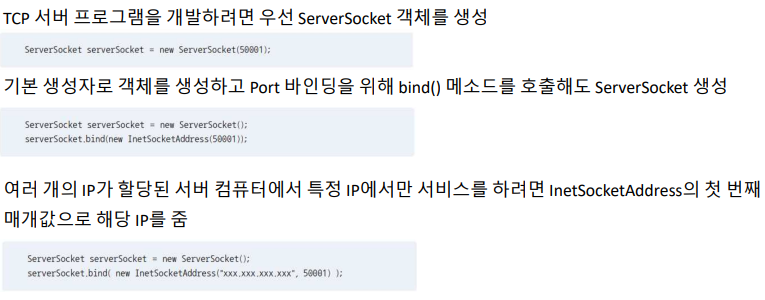 TCP 서버 프로그램을 개발하려면 우선 ServerSocket 객체를 생성
ServerSocket serverSocket = new ServerSocket(50001);
기본 생성자로 객체를 생성하고 Port 바인딩을 위해 bind() 메소드를 호출해도 ServerSocket 생성
ServerSocket serverSocket = new ServerSocket();
serverSocket.bind(new InetSocketAddress(50001));
여러 개의 IP가 할당된 서버 컴퓨터에서 특정 IP에서만 서비스를 하려면 InetSocketAddress의 첫 번째
매개값으로 해당 IP를 줌
ServerSocket serverSocket = new ServerSocket();
serverSocket.bind( new InetSocketAddress("xxx.xxx.xxx.xxx", 50001) );